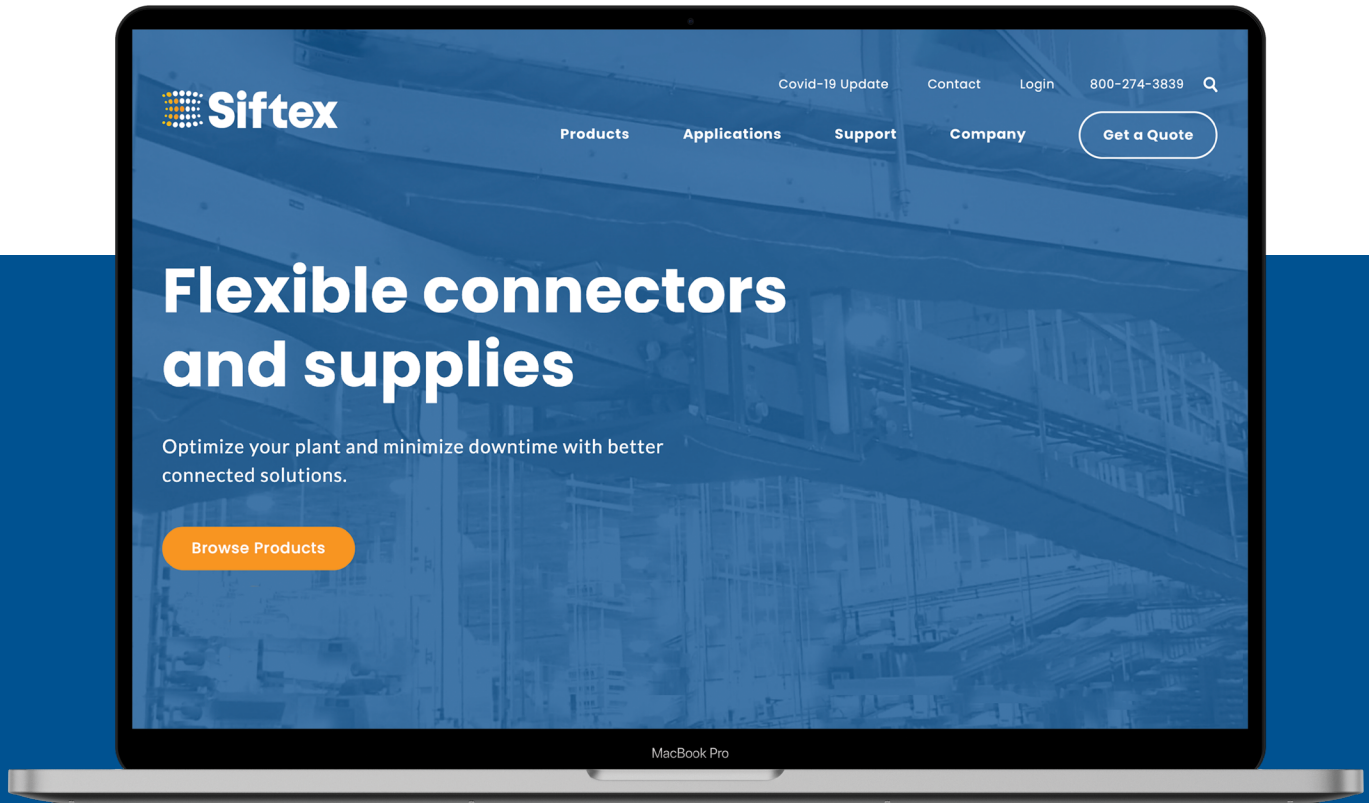 Covid-19 Update Contact Login 800-274-3839
Siftex
Products Applications Support Company Get a Quote
Flexible connectors
and supplies
Optimize your plant and minimize downtime with better
connected solutions.
Browse Products
MacBook Pro